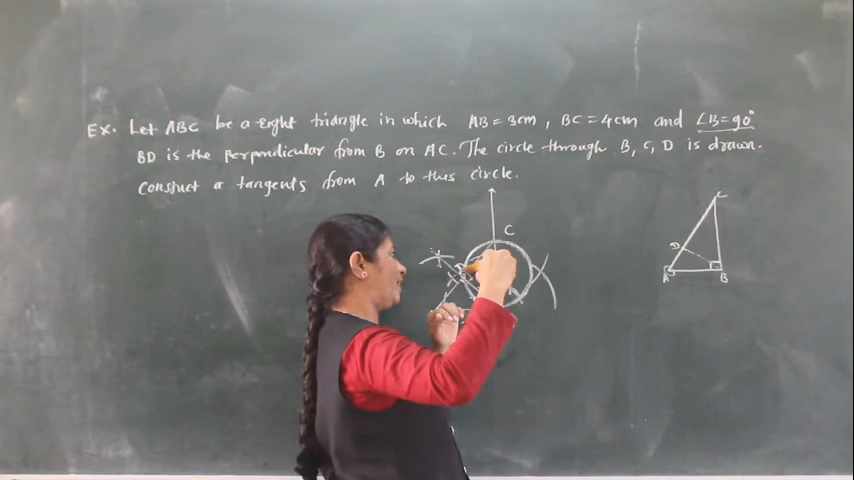 Ex. Let ABC be a right triangle in which AB = 3cm, BC = 4cm and ∠B=90°
BD is the perpendicular from B on AC. The circle through B, C, D is drawn.
Construct a tangents from A to this circle.
C
C
D
A B